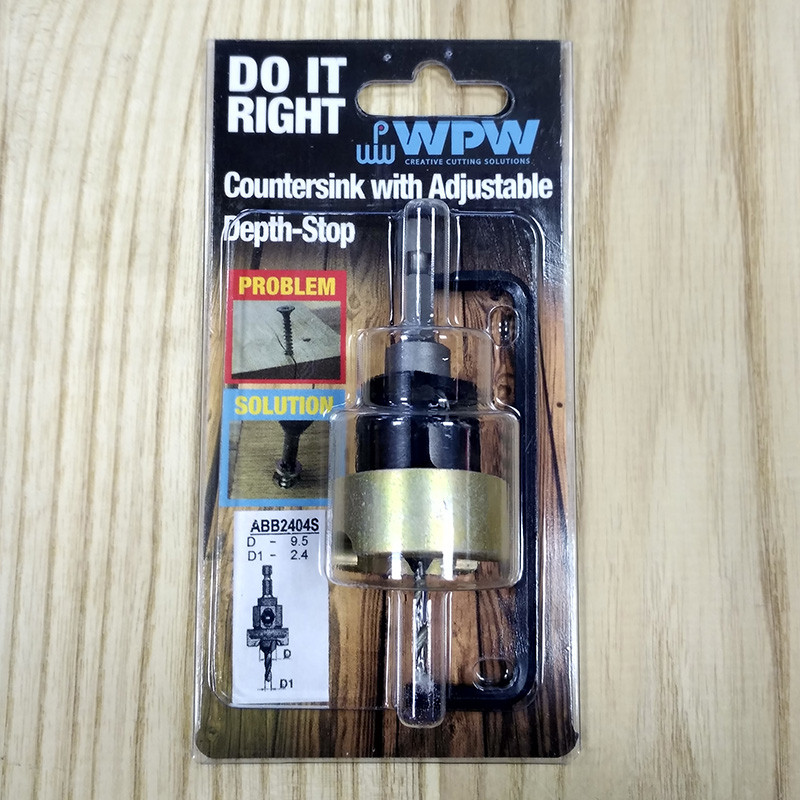 DO IT
RIGHT
WPW
CREATIVE CUTTING SOLUTIONS
Countersink with Adjustable
Depth-Stop
PROBLEM
SOLUTION
ABB2404S
D - 9.5
D1 - 2.4
D
D1